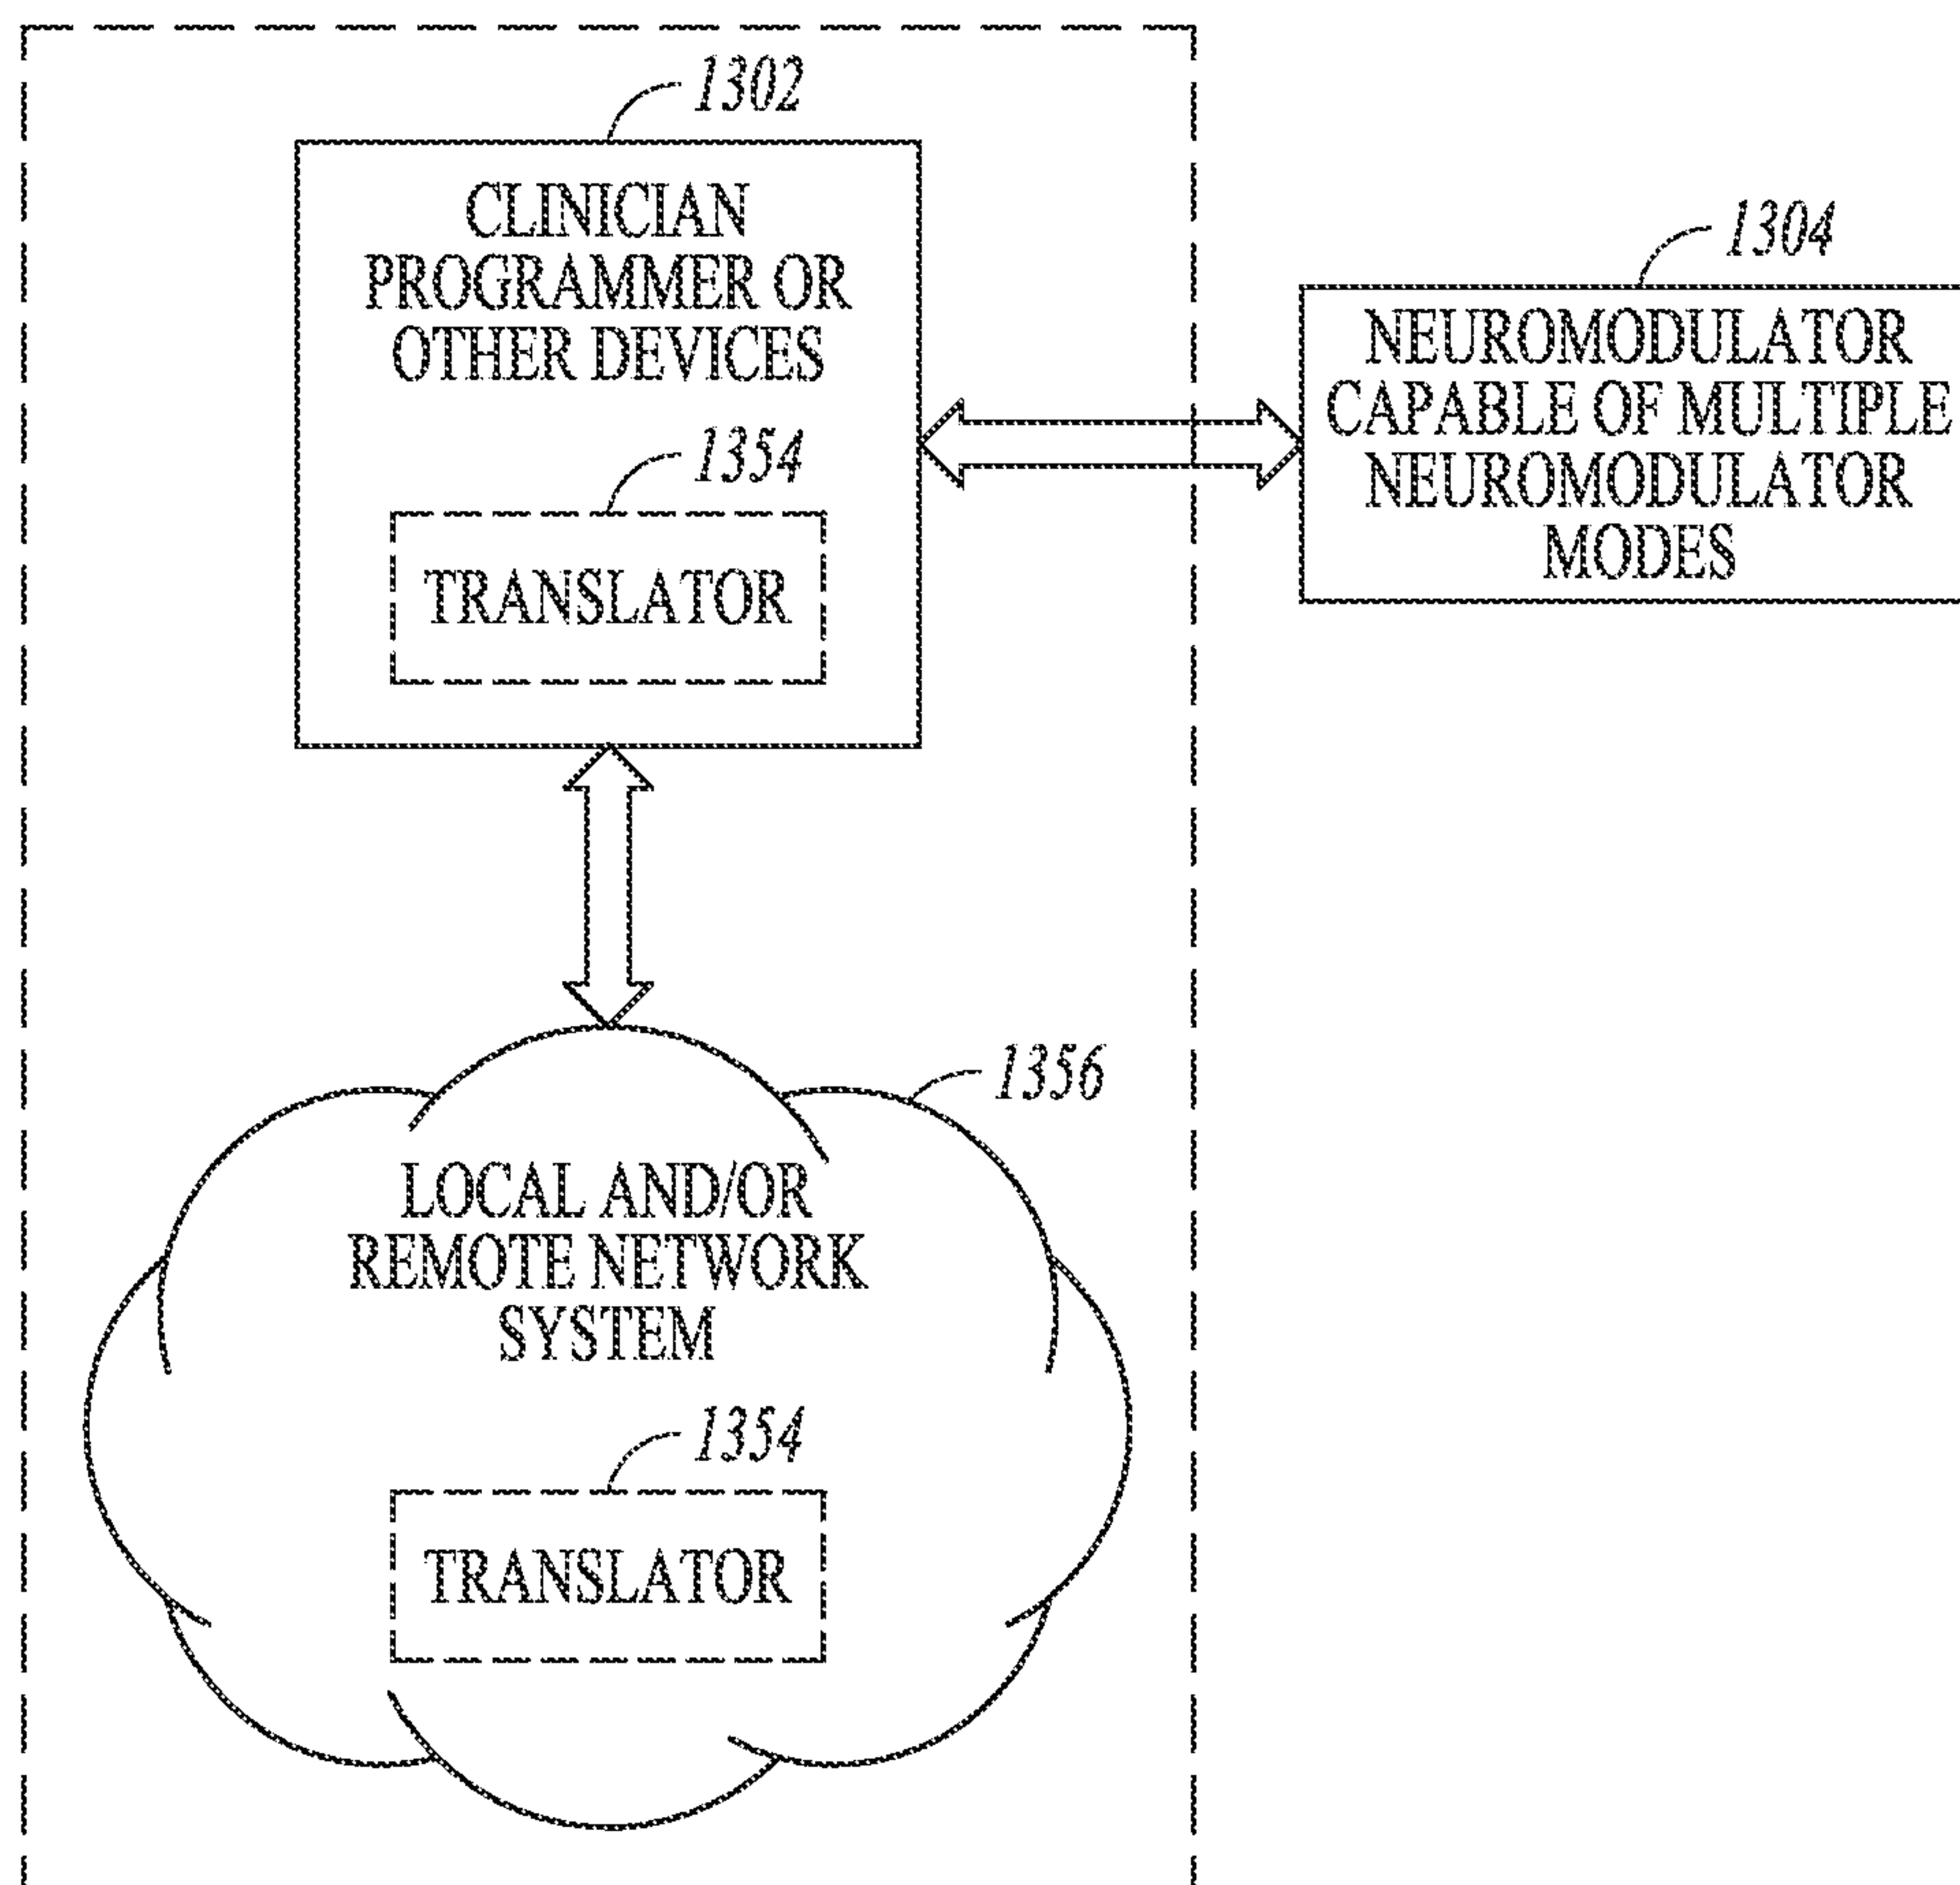 1302
CLINICIAN
PROGRAMMER OR
OTHER DEVICES
1354
TRANSLATOR
1304
NEUROMODULATOR
CAPABLE OF MULTIPLE
NEUROMODULATOR
MODES
1356
LOCAL AND/OR
REMOTE NETWORK
SYSTEM
1354
TRANSLATOR